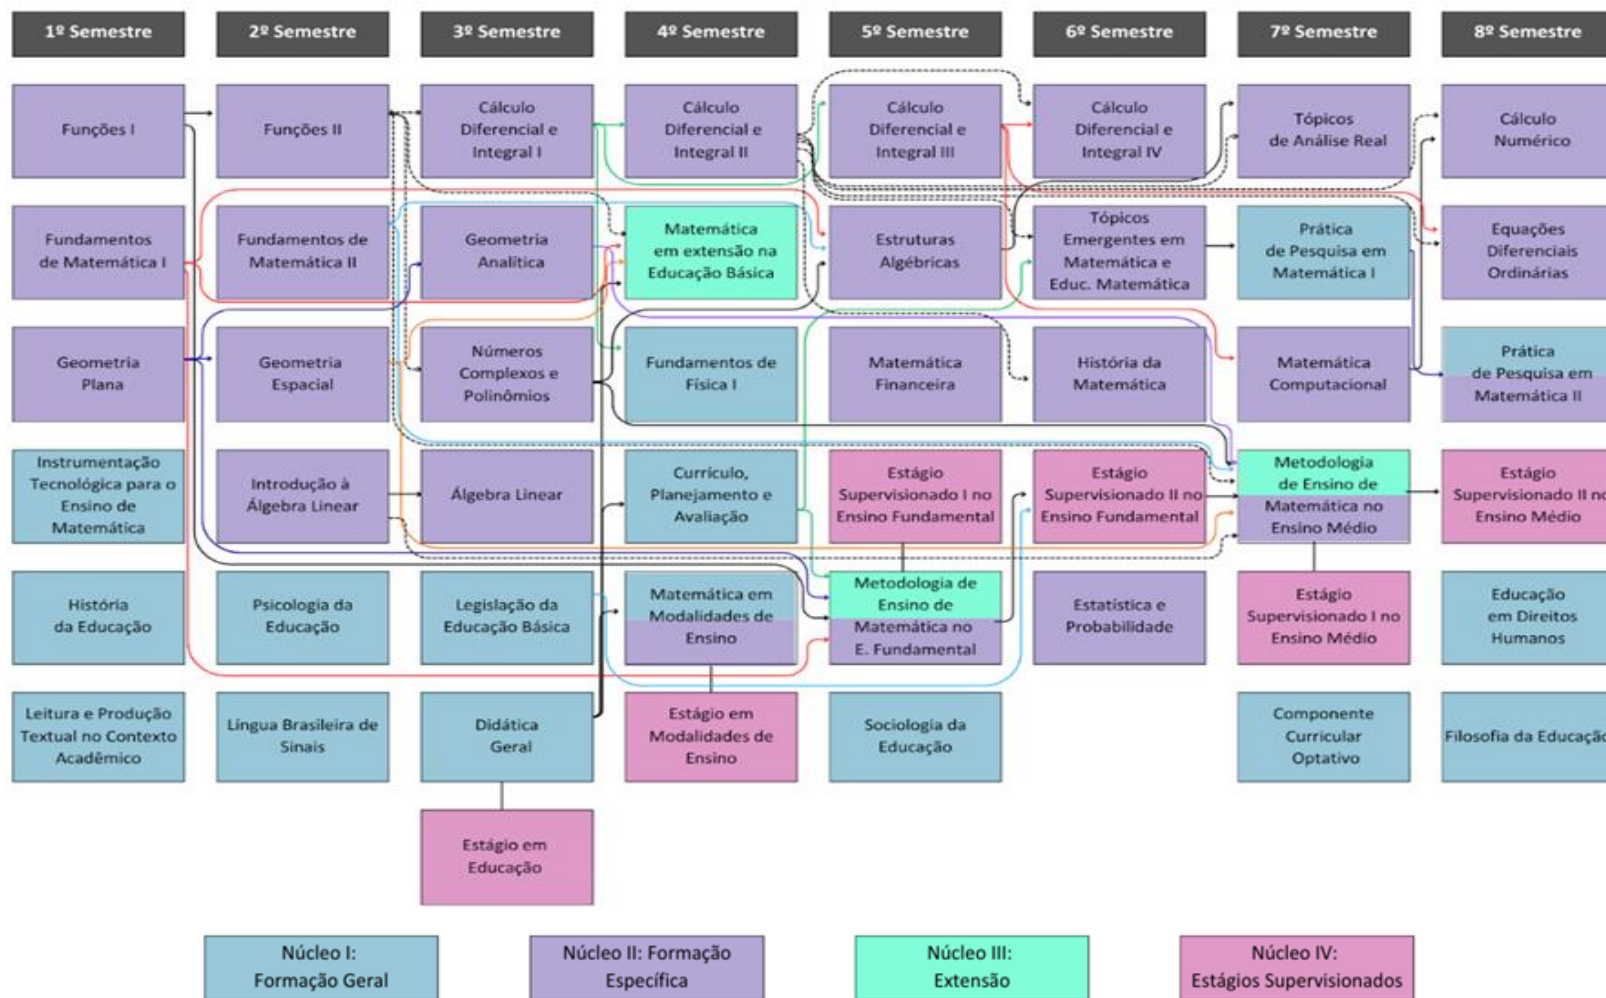 1º Semestre
2º Semestre
3º Semestre
4º Semestre
5º Semestre
6º Semestre
7º Semestre
8º Semestre
Funções I
Funções II
Cálculo
Diferencial e
Integral I
Cálculo
Diferencial e
Integral II
Cálculo
Diferencial e
Integral III
Cálculo
Diferencial e
Integral IV
Tópicos
de Análise Real
Cálculo
Numérico
Fundamentos
de Matemática I
Fundamentos de
Matemática II
Geometria
Analítica
Matemática
em extensão na
Educação Básica
Estruturas
Algébricas
Tópicos
Emergentes em
Matemática e
Educ. Matemática
Prática
de Pesquisa em
Matemática I
Equações
Diferenciais
Ordinárias
Geometria
Plana
Geometria
Espacial
Números
Complexos e
Polinômios
Fundamentos de
Física I
Matemática
Financeira
História da
Matemática
Matemática
Computacional
Prática
de Pesquisa em
Matemática II
Instrumentação
Tecnológica para o
Ensino de
Matemática
Introdução à
Álgebra Linear
Álgebra Linear
Currículo,
Planejamento e
Avaliação
Estágio
Supervisionado I no
Ensino Fundamental
Estágio
Supervisionado II no
Ensino Fundamental
Metodologia
de Ensino de
Matemática no
Ensino Médio
Estágio
Supervisionado II no
Ensino Médio
História
da Educação
Psicologia da
Educação
Legislação da
Educação Básica
Matemática em
Modalidades de
Ensino
Metodologia de
Ensino de
Matemática no
E. Fundamental
Estatística e
Probabilidade
Estágio
Supervisionado I no
Ensino Médio
Educação
em Direitos
Humanos
Leitura e Produção
Textual no Contexto
Acadêmico
Língua Brasileira de
Sinais
Didática
Geral
Estágio em
Modalidades de
Ensino
Sociologia da
Educação
Componente
Curricular
Optativo
Filosofia da Educação
Estágio em
Educação
Núcleo I:
Formação Geral
Núcleo II: Formação
Específica
Núcleo III:
Extensão
Núcleo IV:
Estágios Supervisionados